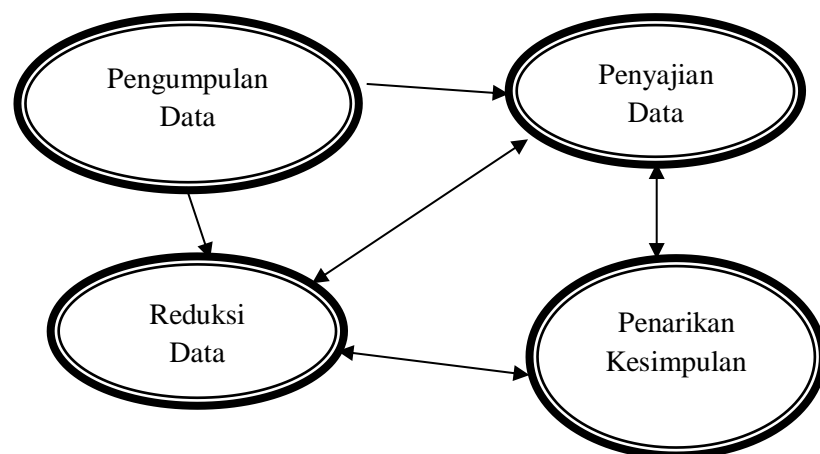 Pengumpulan
Data
Penyajian
Data
Reduksi
Data
Penarikan
Kesimpulan